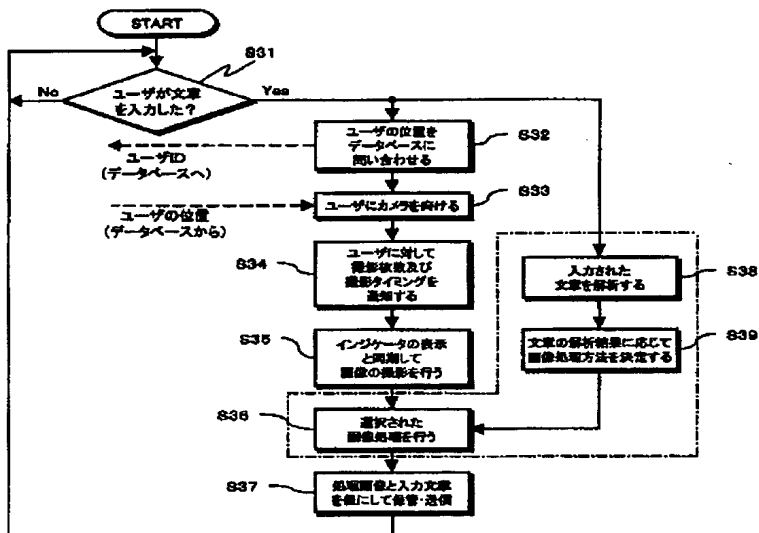 START
S31
ユーザが文章
を入力した？
No
Yes
ユーザの位置を
データベースに
問い合わせる
S32
ユーザID
(データベースへ)
ユーザにカメラを向ける
S33
ユーザの位置
(データベースから)
S34
ユーザに対して
撮影枚数及び
撮影タイミングを
通知する
入力された
文章を解析する
S38
S35
インジケータの表示
と同期して
画像の撮影を行う
文章の解析結果に応じて
画像処理方法を決定する
S39
S36
選択された
画像処理を行う
S37
処理画像と入力文章
を組にして保管・送信